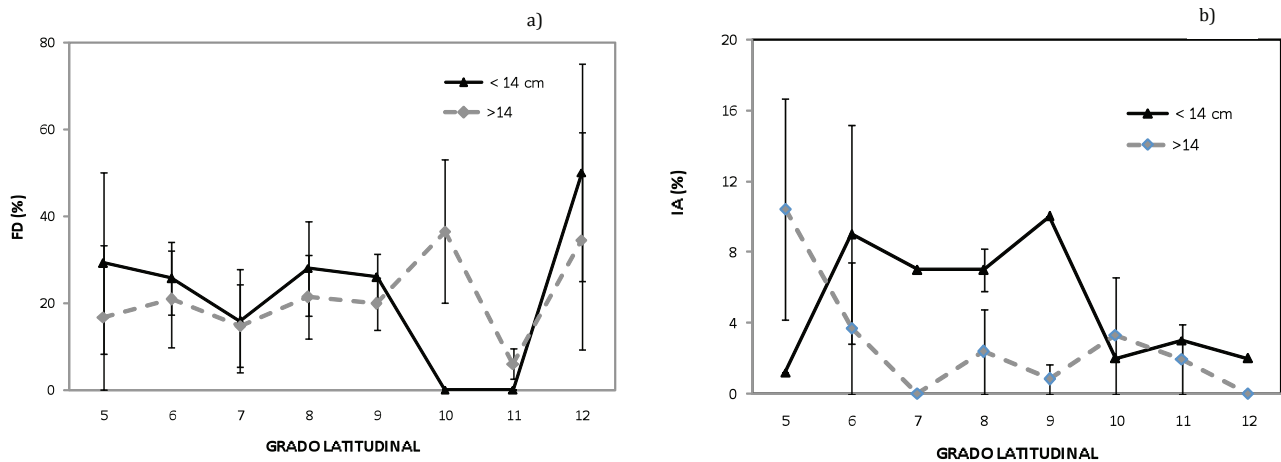 a)
80
60
40
20
0
FD (%)
< 14 cm
>14
5 6 7 8 9 10 11 12
GRADO LATITUDINAL
b)
20
16
12
8
4
0
IA (%)
< 14 cm
>14
5 6 7 8 9 10 11 12
GRADO LATITUDINAL